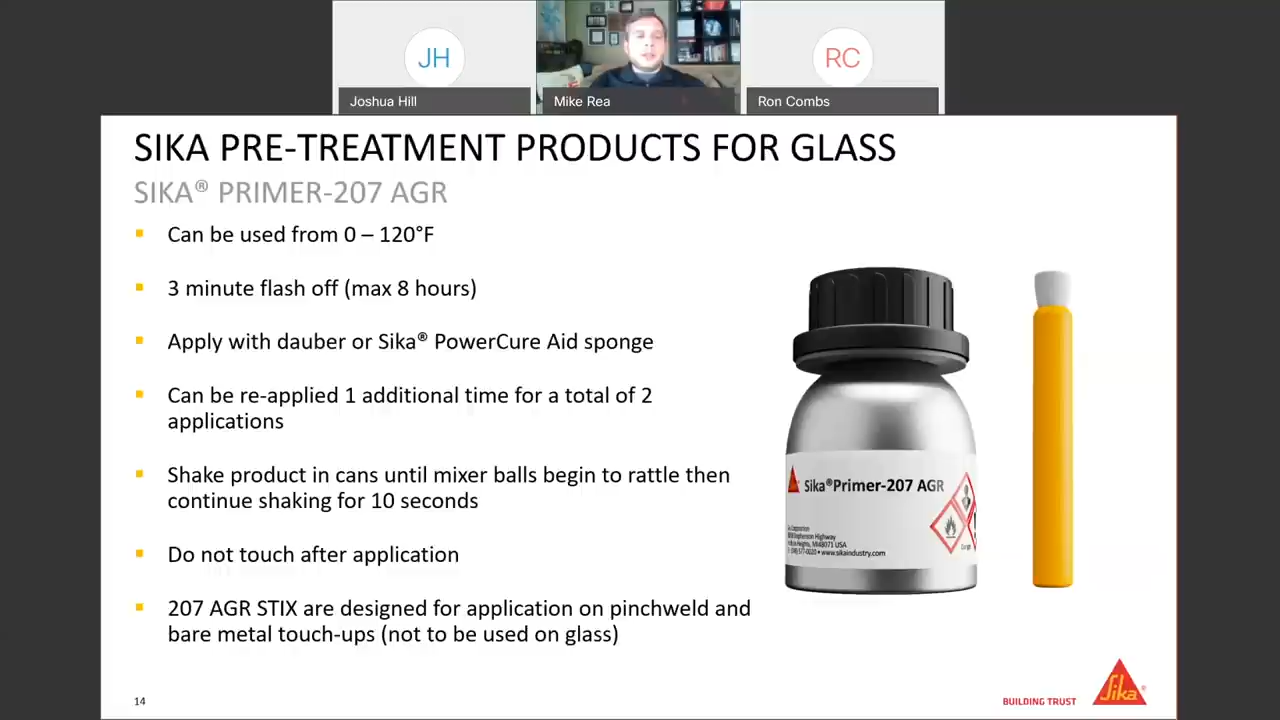 JH
RC
Joshua Hill
Mike Rea
Ron Combs
SIKA PRE-TREATMENT PRODUCTS FOR GLASS
SIKA® PRIMER-207 AGR
Can be used from 0 – 120°F
3 minute flash off (max 8 hours)
Apply with dauber or Sika® PowerCure Aid sponge
Can be re-applied 1 additional time for a total of 2
applications
Shake product in cans until mixer balls begin to rattle then
continue shaking for 10 seconds
Do not touch after application
207 AGR STIX are designed for application on pinchweld and
bare metal touch-ups (not to be used on glass)
Sika®Primer-207 AGR
Corporation
Highway
Heights, MI48071 USA
• www.sikaindustry.com
14
BUILDING TRUST
Sika®